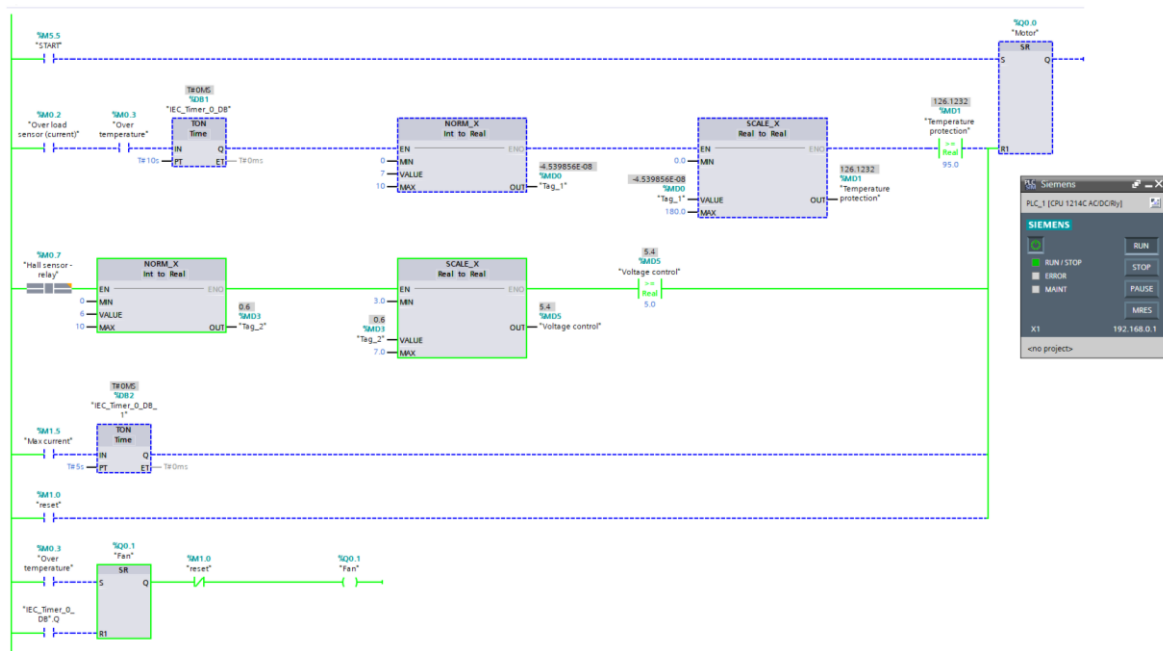 %Q0.0
"Motor"
SR
S Q
R1
%M5.5
"START"
%M0.2
"Over load
sensor (current)"
%M0.3
"Over
temperature"
T#0MS
%DB1
"IEC_Timer_0_DB"
TON
Time
IN Q
T#10s PT ET T#0ms
NORM_X
Int to Real
EN ENO
0 MIN
7 VALUE
10 MAX OUT
-4.539856E-08
%MD0
"Tag_1"
SCALE_X
Real to Real
EN ENO
0.0 MIN
-4.539856E-08
%MD0
"Tag_1" VALUE OUT
180.0 MAX
126.1232
%MD1
"Temperature
protection"
126.1232
%MD1
"Temperature
protection"
>=
Real
95.0
%M0.7
"Hall sensor -
relay"
NORM_X
Int to Real
EN ENO
0 MIN
6 VALUE
10 MAX OUT
0.6
%MD3
"Tag_2"
SCALE_X
Real to Real
EN ENO
3.0 MIN
0.6
%MD3
"Tag_2" VALUE
7.0 MAX
OUT
5.4
%MD5
"Voltage control"
5.4
%MD5
"Voltage control"
>=
Real
5.0
T#0MS
%DB2
"IEC_Timer_0_DB_
1"
%M1.5
"Max current"
TON
Time
IN Q
T#5s PT ET T#0ms
%M1.0
"reset"
%M0.3
"Over
temperature"
%Q0.1
"Fan"
SR
S Q
R1
%M1.0
"reset"
%Q0.1
"Fan"
"IEC_Timer_0_
DB".Q
Siemens
PLC_1 [CPU 1214C AC/DC/Rly]
SIEMENS
RUN / STOP
ERROR
MAINT
RUN
STOP
PAUSE
MRES
X1 192.168.0.1
<no project>